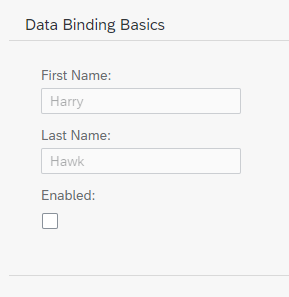 Data Binding Basics
First Name:
Harry
Last Name:
Hawk
Enabled: